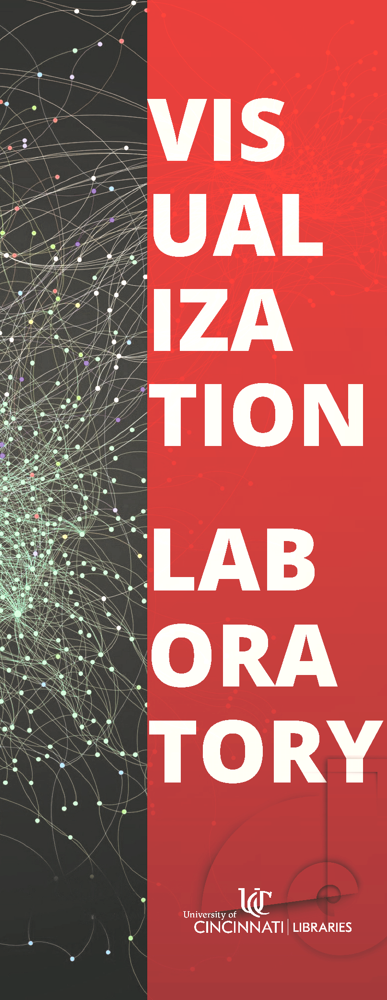 VIS
UAL
IZA
TION
LAB
ORA
TORY
UC
University of
CINCINNATI | LIBRARIES